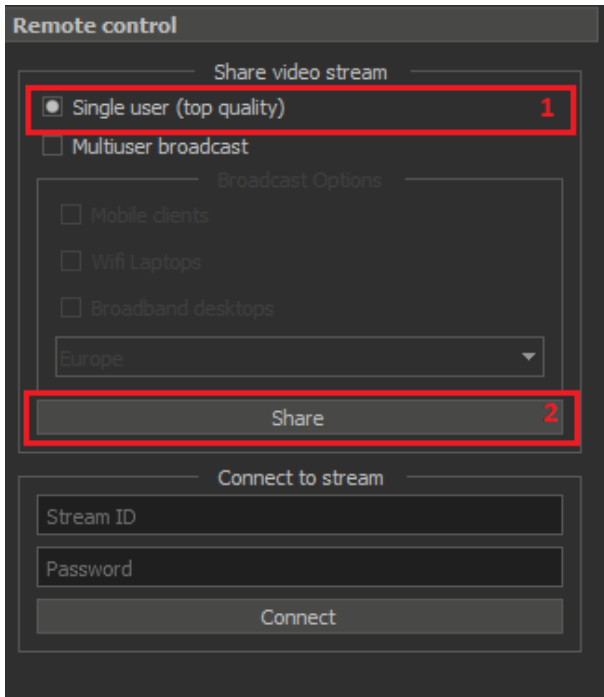 Remote control
Share video stream
Single user (top quality) 1
Multiuser broadcast
Broadcast Options
Mobile clients
Wifi Laptops
Broadband desktops
Europe
Share 2
Connect to stream
Stream ID
Password
Connect